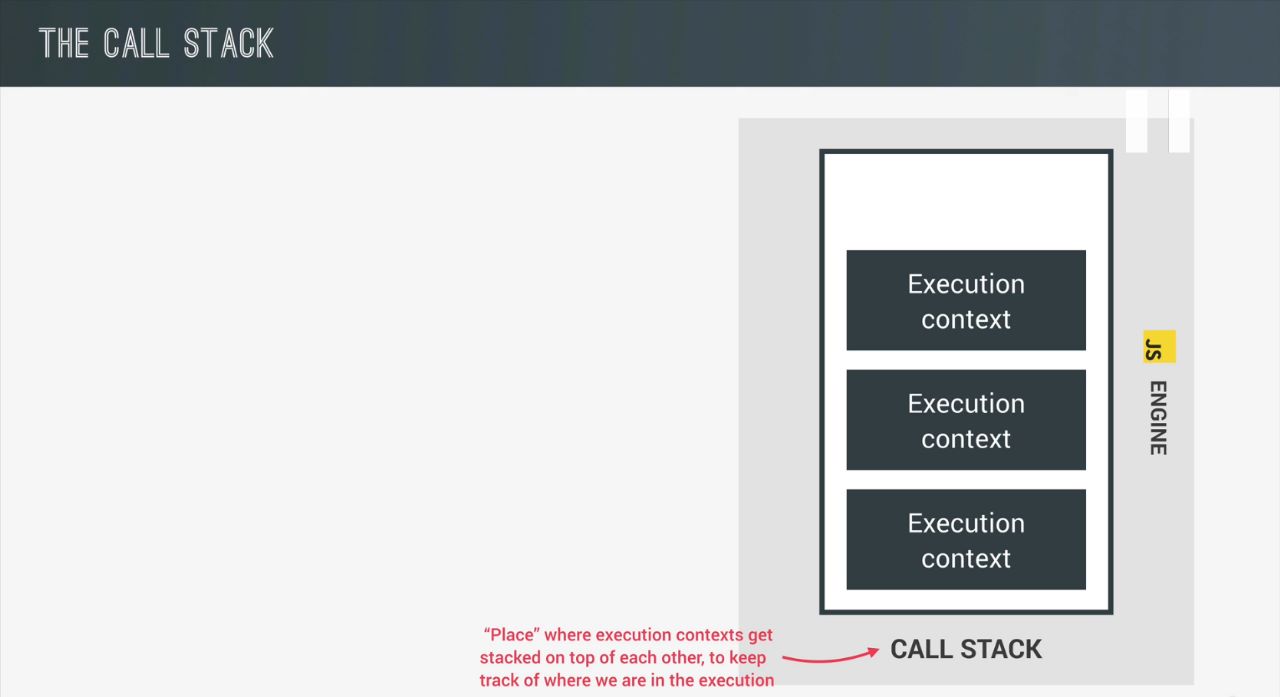 THE CALL STACK
Execution
context
Execution
context
Execution
context
JS ENGINE
“Place” where execution contexts get
stacked on top of each other, to keep
track of where we are in the execution
CALL STACK